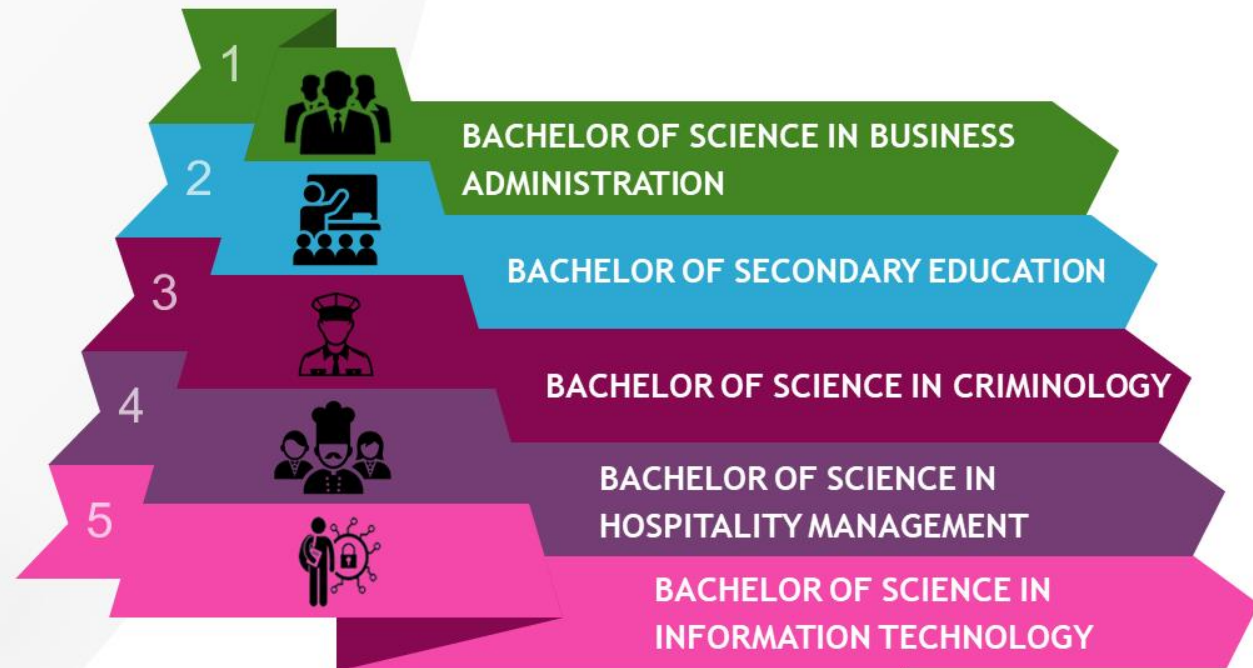 1
BACHELOR OF SCIENCE IN BUSINESS
ADMINISTRATION
2
BACHELOR OF SECONDARY EDUCATION
3
BACHELOR OF SCIENCE IN CRIMINOLOGY
4
BACHELOR OF SCIENCE IN
HOSPITALITY MANAGEMENT
5
BACHELOR OF SCIENCE IN
INFORMATION TECHNOLOGY